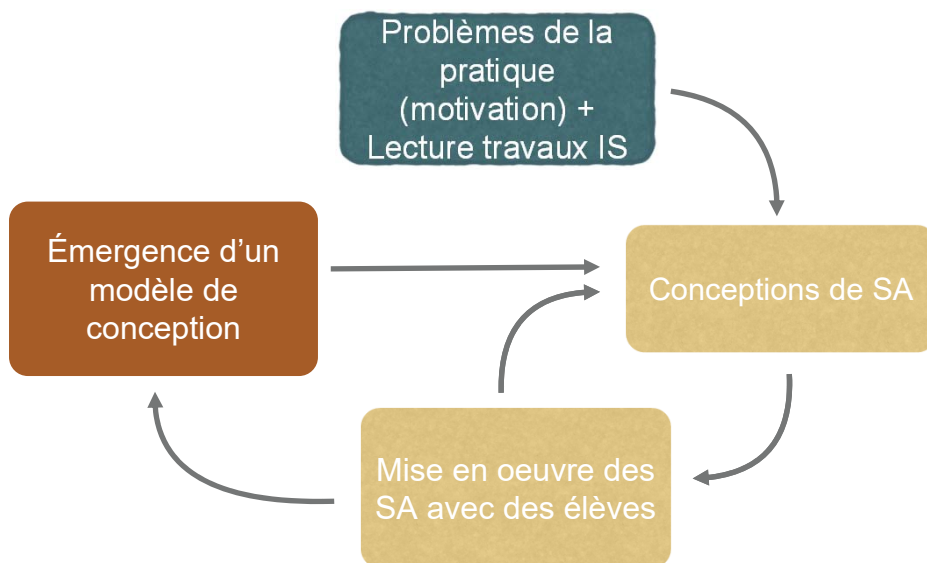 Problèmes de la
pratique
(motivation) +
Lecture travaux IS
Émergence d’un
modèle de
conception
Conceptions de SA
Mise en oeuvre des
SA avec des élèves